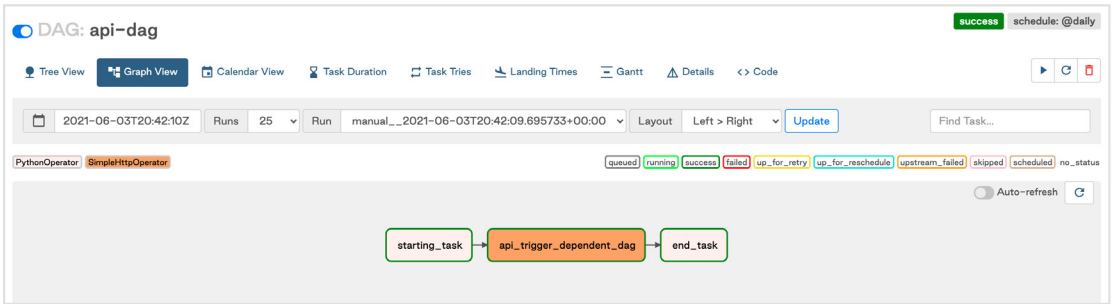 DAG: api-dag
success schedule: @daily
Tree View Graph View Calendar View Task Duration Task Tries Landing Times Gantt Details <> Code
2021-06-03T20:42:10Z Runs 25 Run manual__2021-06-03T20:42:09.695733+00:00 Layout Left > Right Update Find Task...
PythonOperator SimpleHttpOperator queued running success failed up_for_retry up_for_reschedule upstream_failed skipped scheduled no_status
Auto-refresh
starting_task api_trigger_dependent_dag end_task